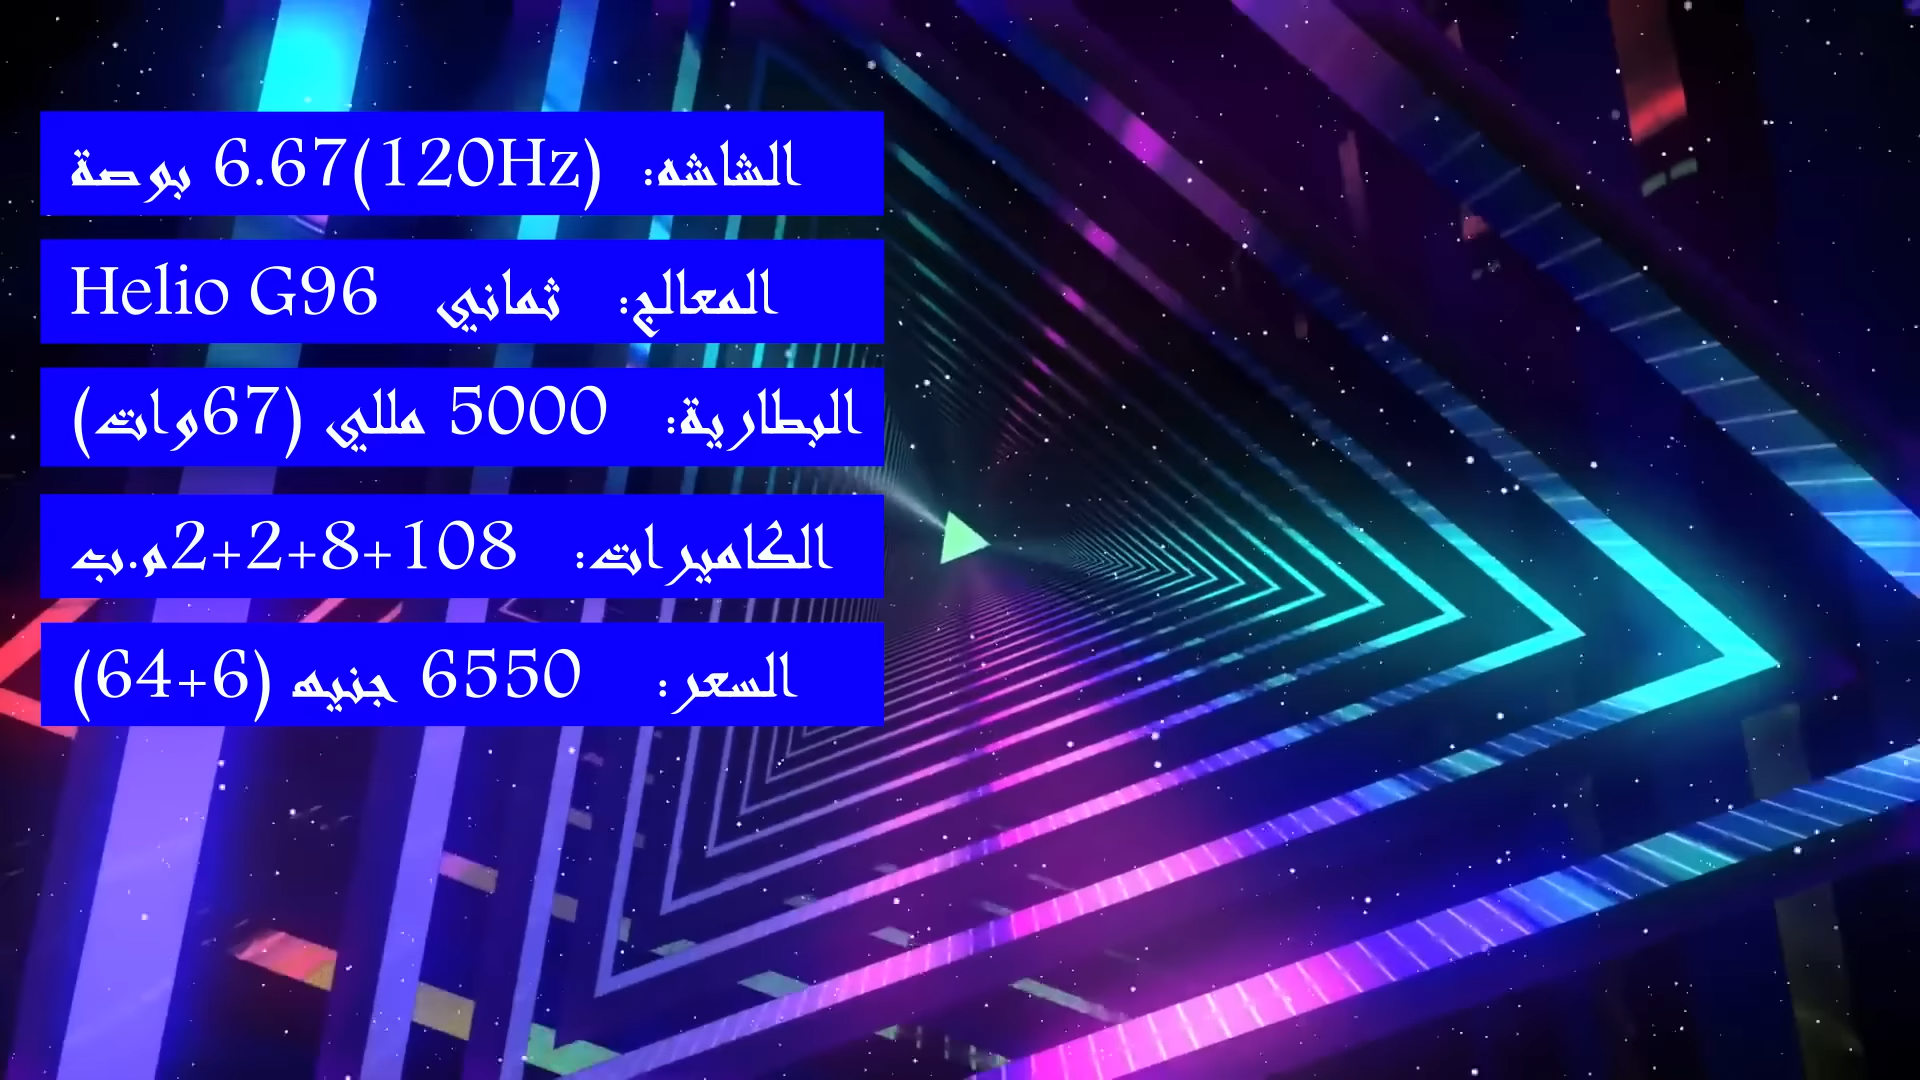 الشاشه: 6.67(120Hz) بوصة
المعالج: ثماني Helio G96
البطارية: 5000 مللي (67وات)
الكاميرات: 108+8+2+2م.ب
السعر: 6550 جنيه (6+64)